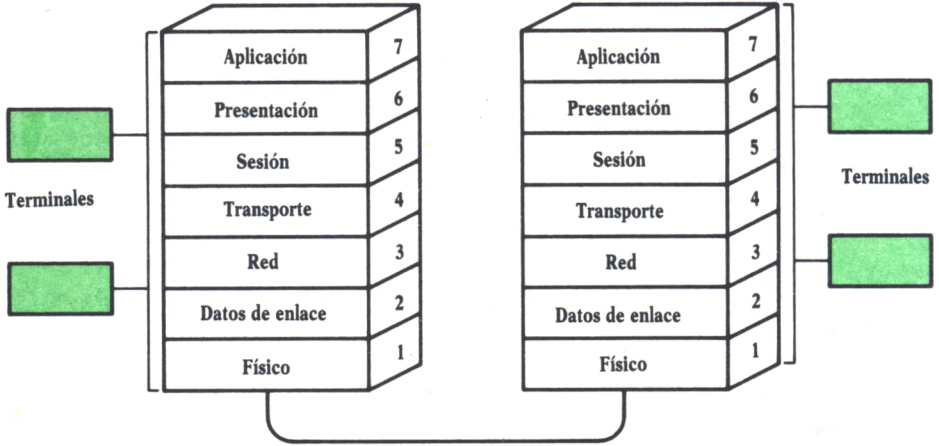 Aplicación 7
Presentación 6
Sesión 5
Transporte 4
Red 3
Datos de enlace 2
Físico 1
Terminales
Aplicación 7
Presentación 6
Sesión 5
Transporte 4
Red 3
Datos de enlace 2
Físico 1
Terminales